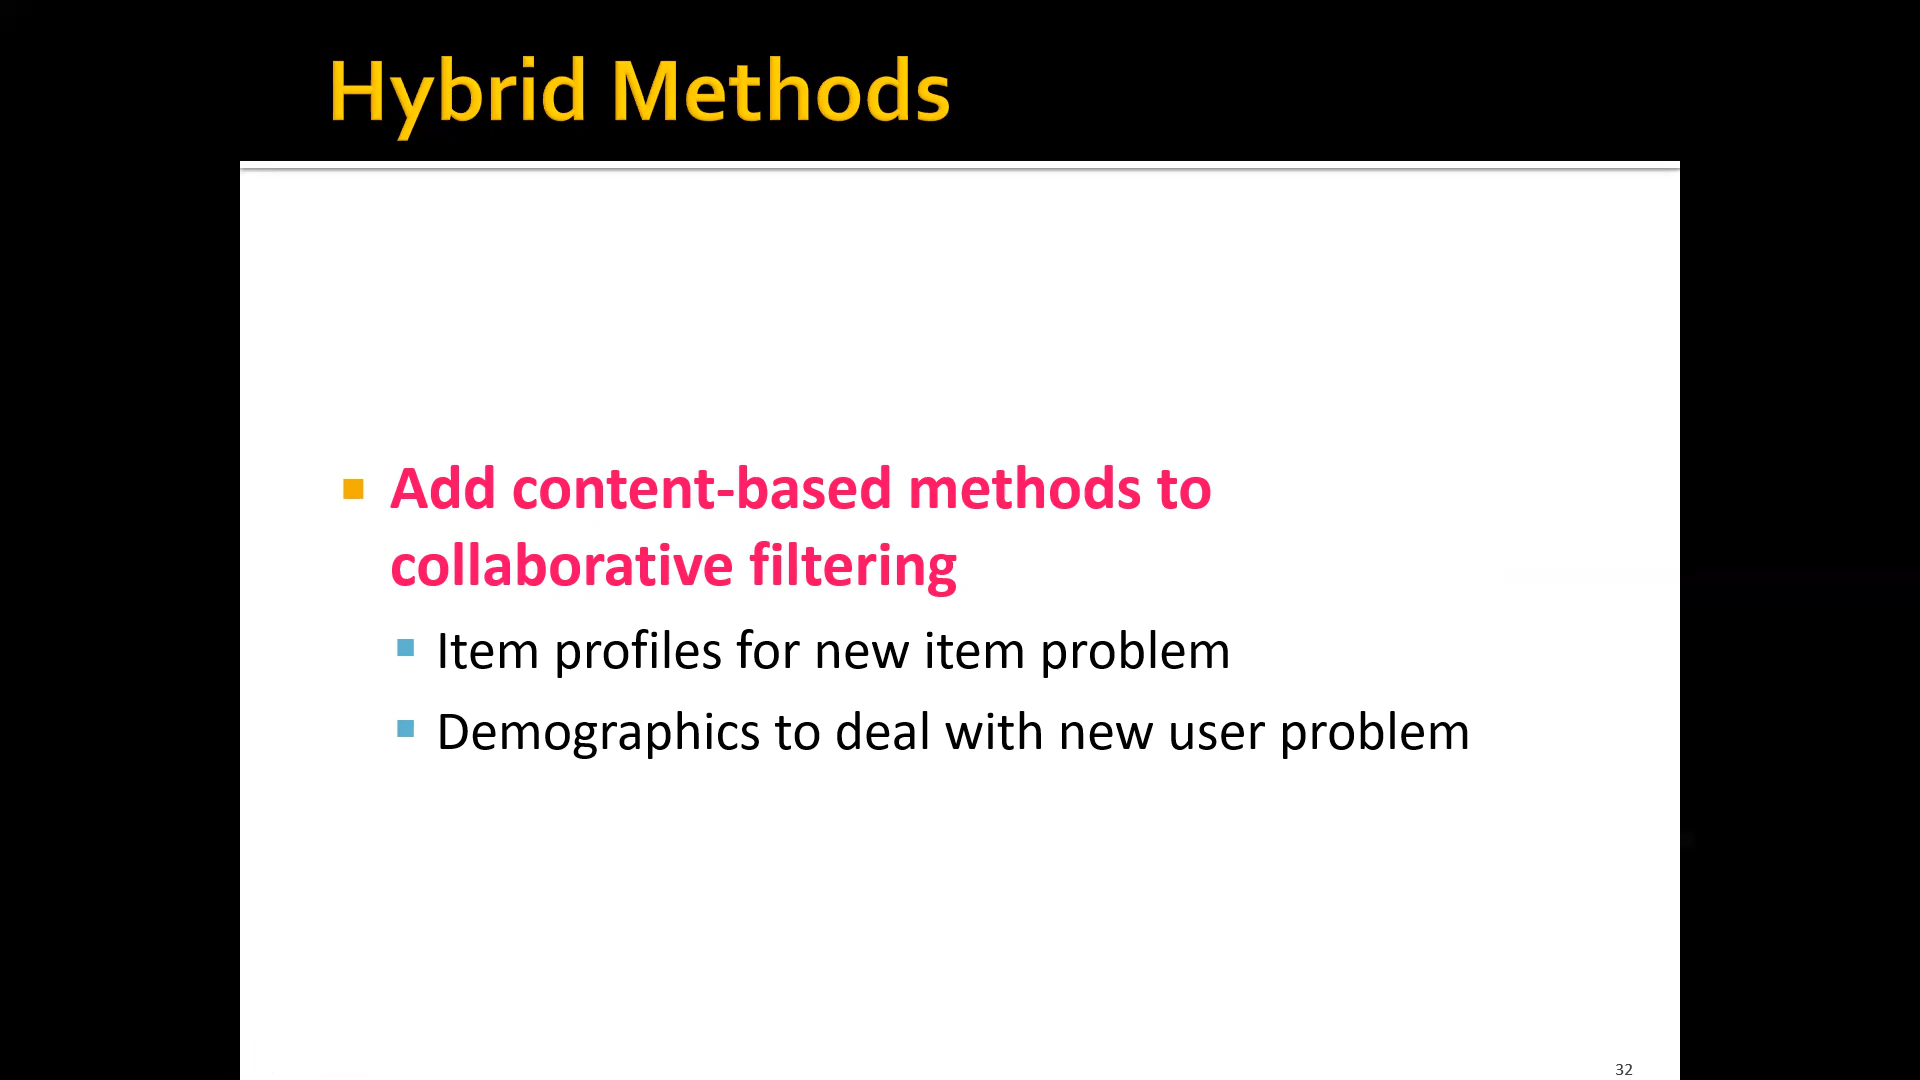 Hybrid Methods
Add content-based methods to
collaborative filtering
Item profiles for new item problem
Demographics to deal with new user problem
32